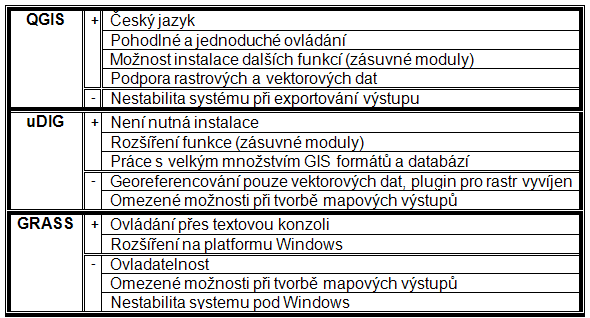 QGIS + Český jazyk
Pohodlné a jednoduché ovládání
Možnost instalace dalších funkcí (zásuvné moduly)
Podpora rastrových a vektorových dat
- Nestabilita systému při exportování výstupu
uDIG + Není nutná instalace
Rozšíření funkce (zásuvné moduly)
Práce s velkým množstvím GIS formátů a databází
- Georeferencování pouze vektorových dat, plugin pro rastr vyvíjen
Omezené možnosti při tvorbě mapových výstupů
GRASS + Ovládání přes textovou konzoli
Rozšíření na platformu Windows
- Ovladatelnost
Omezené možnosti při tvorbě mapových výstupů
Nestabilita systemu pod Windows